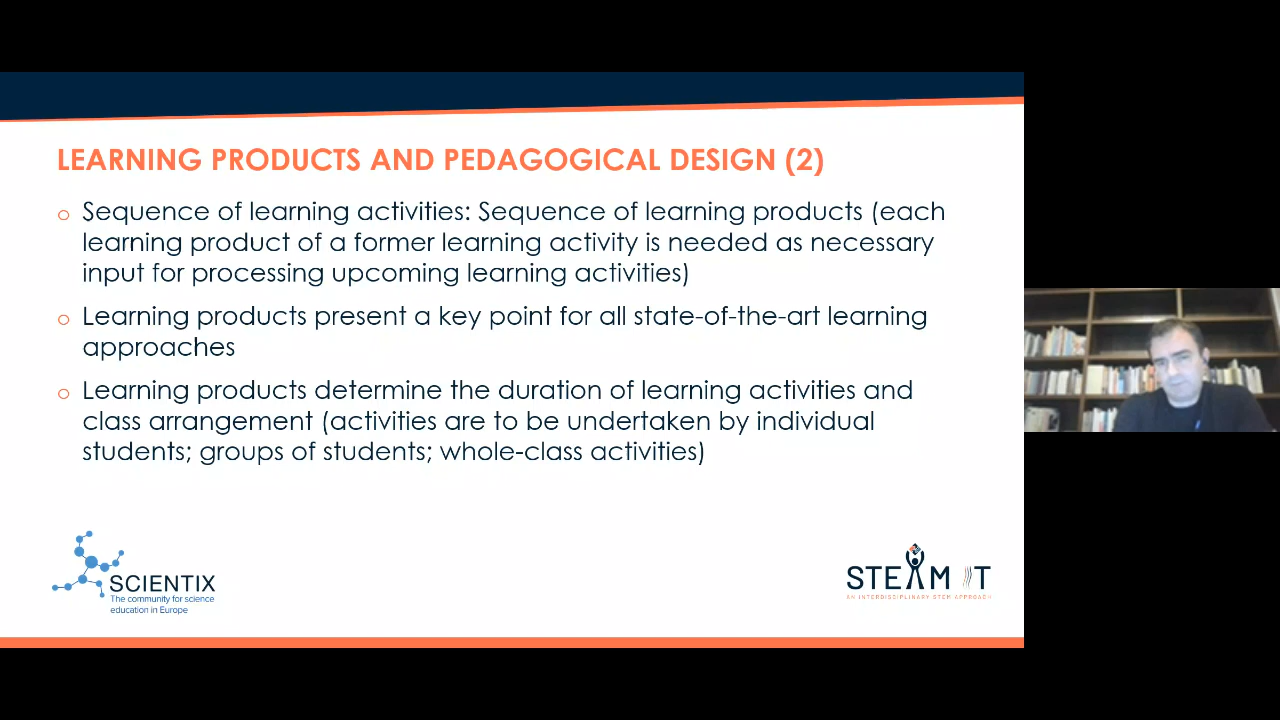 LEARNING PRODUCTS AND PEDAGOGICAL DESIGN (2)
o Sequence of learning activities: Sequence of learning products (each
learning product of a former learning activity is needed as necessary
input for processing upcoming learning activities)
o Learning products present a key point for all state-of-the-art learning
approaches
o Learning products determine the duration of learning activities and
class arrangement (activities are to be undertaken by individual
students; groups of students; whole-class activities)
SCIENTIX
The community for science
education in Europe
STEAM IT
AN INTERDISCIPLINARY STEM APPROACH